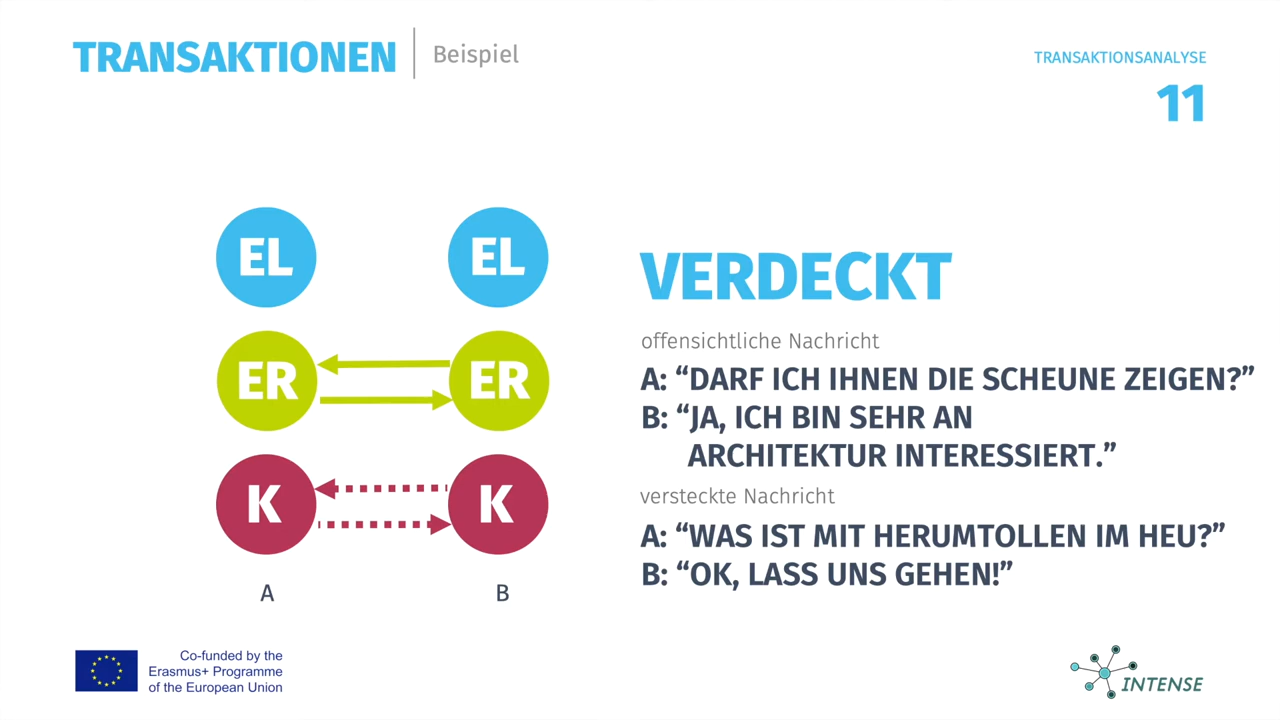 TRANSAKTIONEN
Beispiel
TRANSAKTIONSANALYSE
11
EL
EL
ER
ER
K
K
A
B
VERDECKT
offensichtliche Nachricht
A: “DARF ICH IHNEN DIE SCHEUNE ZEIGEN?”
B: “JA, ICH BIN SEHR AN
ARCHITEKTUR INTERESSIERT.”
versteckte Nachricht
A: “WAS IST MIT HERUMTOLLEN IM HEU?”
B: “OK, LASS UNS GEHEN!”
Co-funded by the
Erasmus+ Programme
of the European Union
INTENSE